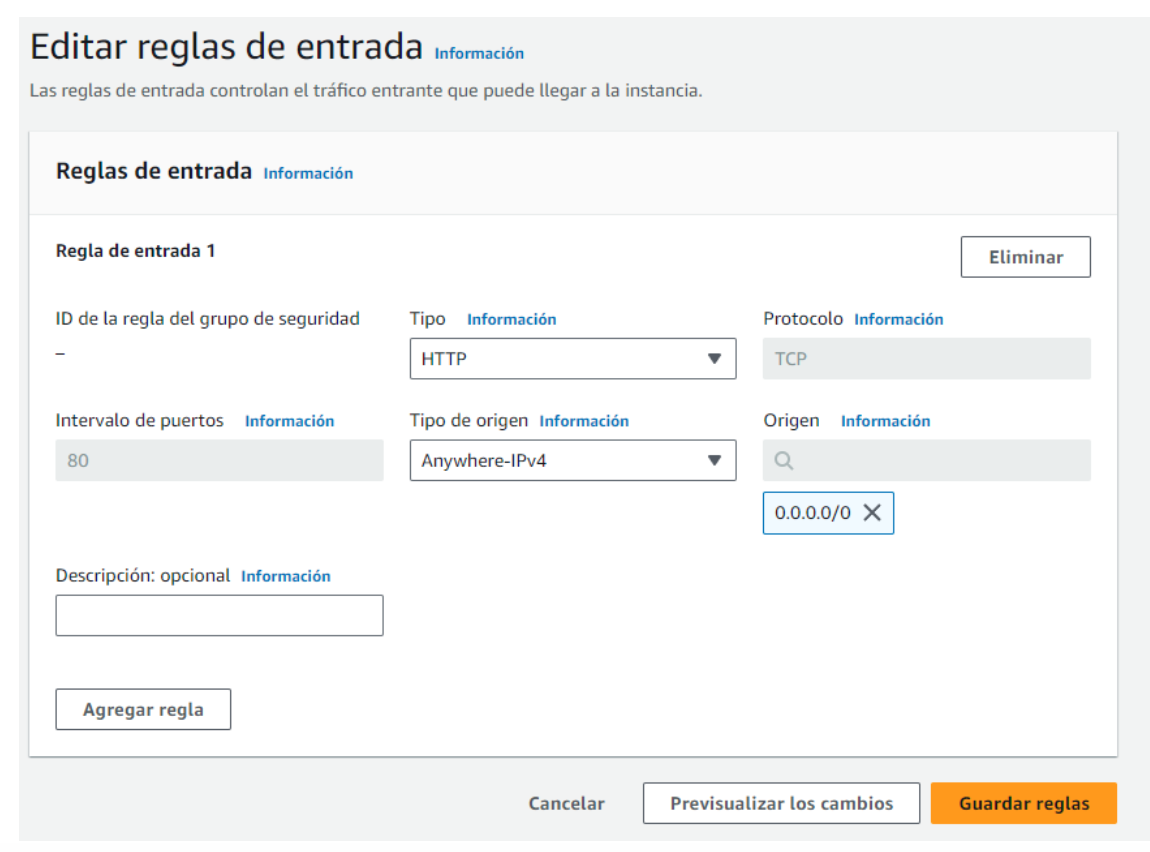 Editar reglas de entrada Información
Las reglas de entrada controlan el tráfico entrante que puede llegar a la instancia.
Reglas de entrada Información
Regla de entrada 1
Eliminar
ID de la regla del grupo de seguridad
–
Tipo Información
HTTP
Protocolo Información
TCP
Intervalo de puertos Información
80
Tipo de origen Información
Anywhere-IPv4
Origen Información
0.0.0.0/0
Descripción: opcional Información
Agregar regla
Cancelar
Previsualizar los cambios
Guardar reglas